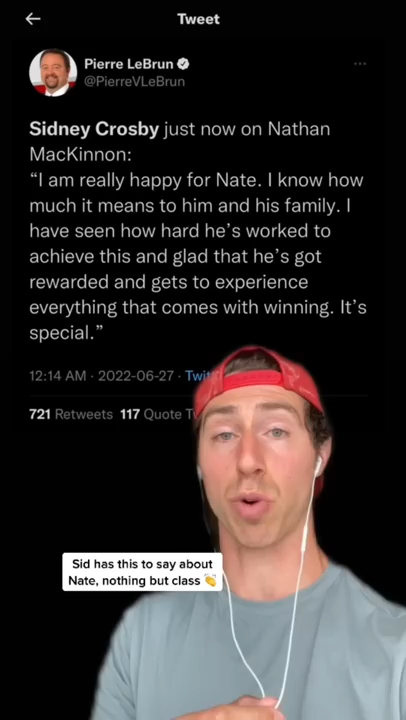 Tweet
Pierre LeBrun
@PierreVLeBrun
Sidney Crosby just now on Nathan
MacKinnon:
“I am really happy for Nate. I know how
much it means to him and his family. I
have seen how hard he’s worked to
achieve this and glad that he’s got
rewarded and gets to experience
everything that comes with winning. It’s
special.”
12:14 AM · 2022-06-27 ·
721 Retweets 117 Quote
Sid has this to say about
Nate, nothing but class 👏